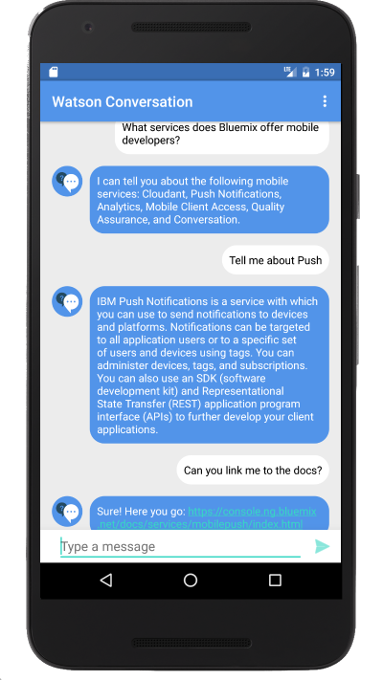 LTE 1:59
Watson Conversation
What services does Bluemix offer mobile
developers?
I can tell you about the following mobile
services: Cloudant, Push Notifications,
Analytics, Mobile Client Access, Quality
Assurance, and Conversation.
Tell me about Push
IBM Push Notifications is a service with which
you can use to send notifications to devices
and platforms. Notifications can be targeted
to all application users or to a specific set
of users and devices using tags. You can
administer devices, tags, and subscriptions.
You can also use an SDK (software
development kit) and Representational
State Transfer (REST) application program
interface (APIs) to further develop your client
applications.
Can you link me to the docs?
Sure! Here you go: https://console.ng.bluemix
.net/docs/services/mobilepush/index.html
Type a message